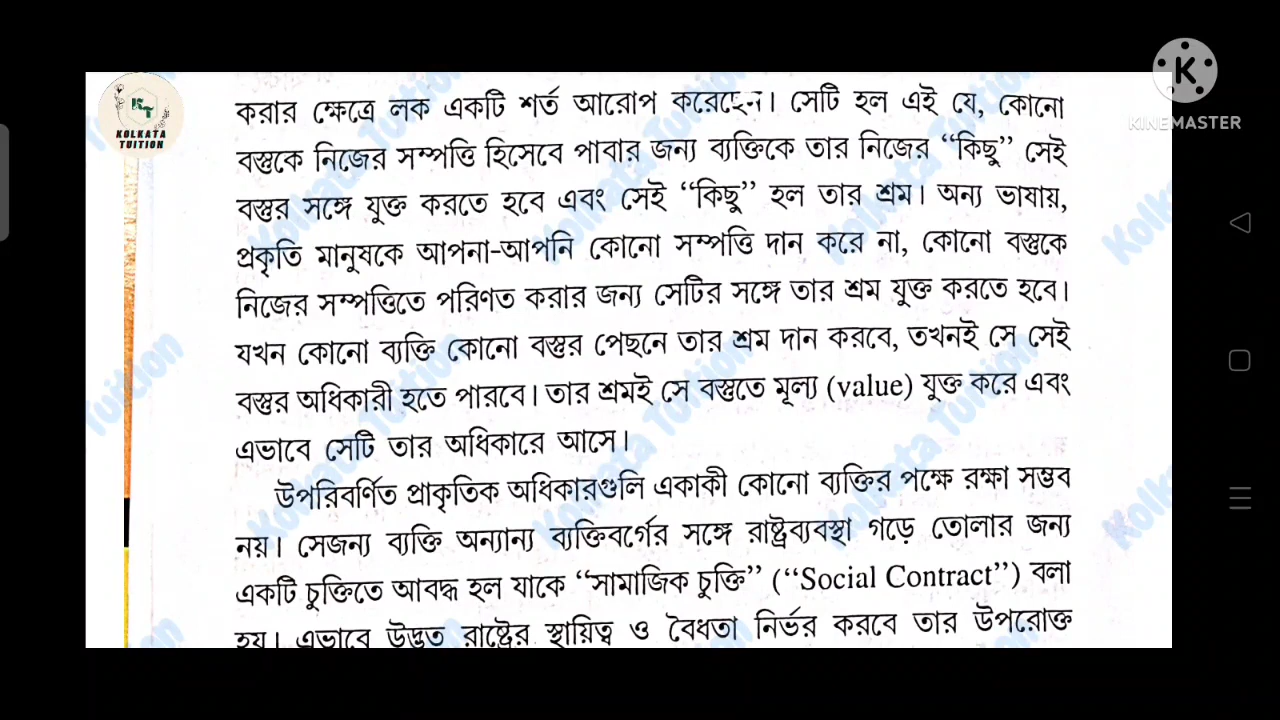 করার ক্ষেত্রে লক একটি শর্ত আরোপ করেছেন। সেটি হল এই যে, কোনো
বস্তুকে নিজের সম্পত্তি হিসেবে পাবার জন্য ব্যক্তিকে তার নিজের “কিছু” সেই
বস্তুর সঙ্গে যুক্ত করতে হবে এবং সেই “কিছু” হল তার শ্রম। অন্য ভাষায়,
প্রকৃতি মানুষকে আপনা-আপনি কোনো সম্পত্তি দান করে না, কোনো বস্তুকে
নিজের সম্পত্তিতে পরিণত করার জন্য সেটির সঙ্গে তার শ্রম যুক্ত করতে হবে।
যখন কোনো ব্যক্তি কোনো বস্তুর পেছনে তার শ্রম দান করবে, তখনই সে সেই
বস্তুর অধিকারী হতে পারবে। তার শ্রমই সে বস্তুতে মূল্য (value) যুক্ত করে এবং
এভাবে সেটি তার অধিকারে আসে।
উপরিবর্ণিত প্রাকৃতিক অধিকারগুলি একাকী কোনো ব্যক্তির পক্ষে রক্ষা সম্ভব
নয়। সেজন্য ব্যক্তি অন্যান্য ব্যক্তিবর্গের সঙ্গে রাষ্ট্রব্যবস্থা গড়ে তোলার জন্য
একটি চুক্তিতে আবদ্ধ হল যাকে “সামাজিক চুক্তি” (“Social Contract”) বলা
হয়। এভাবে উদ্ভূত রাষ্ট্রের স্থায়িত্ব ও বৈধতা নির্ভর করবে তার উপরোক্ত
KT
KOLKATA
TUITION
KINEMASTER
Kolkata Tuition